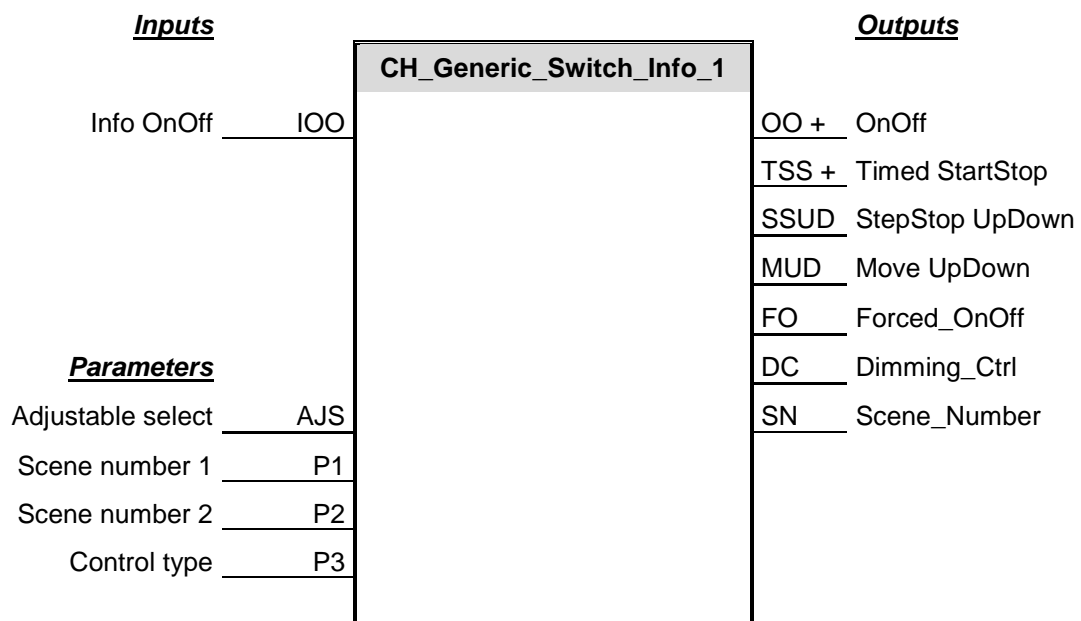 Inputs
Outputs
CH_Generic_Switch_Info_1
Info OnOff IOO
OO + OnOff
TSS + Timed StartStop
SSUD StepStop UpDown
MUD Move UpDown
FO Forced_OnOff
Parameters
DC Dimming_Ctrl
Adjustable select AJS
SN Scene_Number
Scene number 1 P1
Scene number 2 P2
Control type P3